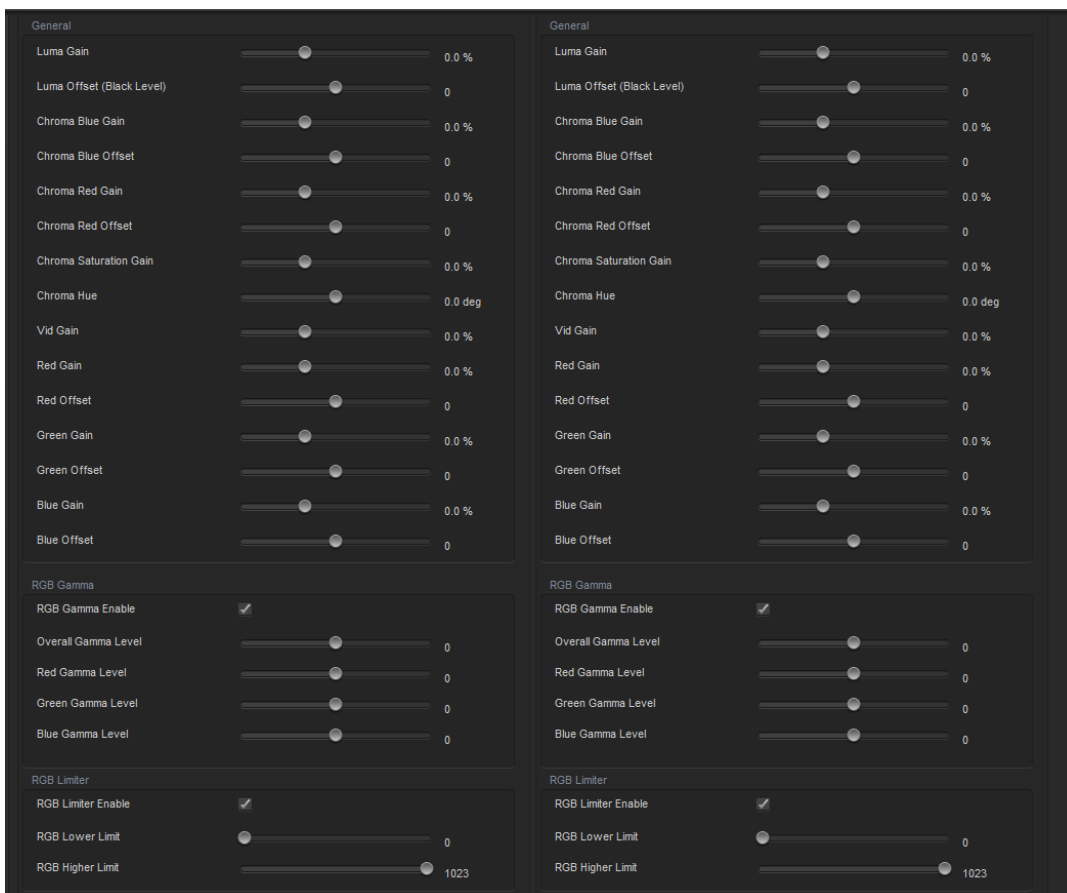 General
Luma Gain 0.0 %
Luma Offset (Black Level) 0
Chroma Blue Gain 0.0 %
Chroma Blue Offset 0
Chroma Red Gain 0.0 %
Chroma Red Offset 0
Chroma Saturation Gain 0.0 %
Chroma Hue 0.0 deg
Vid Gain 0.0 %
Red Gain 0.0 %
Red Offset 0
Green Gain 0.0 %
Green Offset 0
Blue Gain 0.0 %
Blue Offset 0
RGB Gamma
RGB Gamma Enable
Overall Gamma Level 0
Red Gamma Level 0
Green Gamma Level 0
Blue Gamma Level 0
RGB Limiter
RGB Limiter Enable
RGB Lower Limit 0
RGB Higher Limit 1023
General
Luma Gain 0.0 %
Luma Offset (Black Level) 0
Chroma Blue Gain 0.0 %
Chroma Blue Offset 0
Chroma Red Gain 0.0 %
Chroma Red Offset 0
Chroma Saturation Gain 0.0 %
Chroma Hue 0.0 deg
Vid Gain 0.0 %
Red Gain 0.0 %
Red Offset 0
Green Gain 0.0 %
Green Offset 0
Blue Gain 0.0 %
Blue Offset 0
RGB Gamma
RGB Gamma Enable
Overall Gamma Level 0
Red Gamma Level 0
Green Gamma Level 0
Blue Gamma Level 0
RGB Limiter
RGB Limiter Enable
RGB Lower Limit 0
RGB Higher Limit 1023